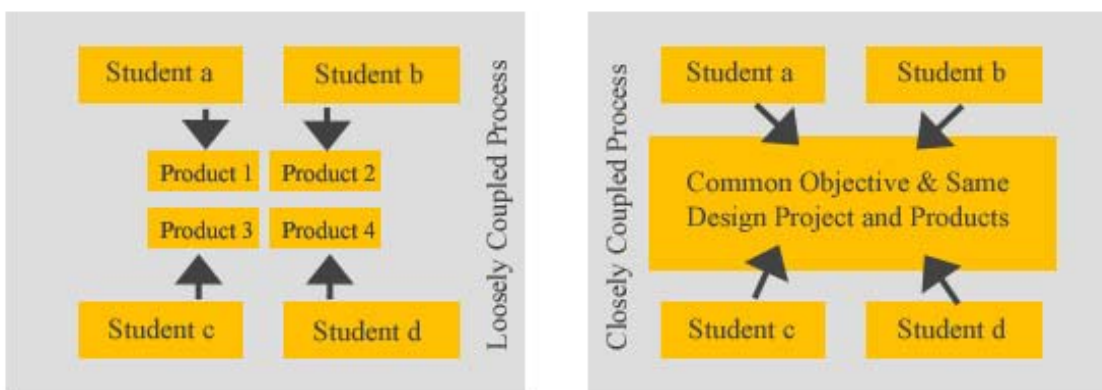 Student a
Student b
Product 1
Product 2
Product 3
Product 4
Student c
Student d
Loosely Coupled Process
Closely Coupled Process
Student a
Student b
Common Objective & Same
Design Project and Products
Student c
Student d